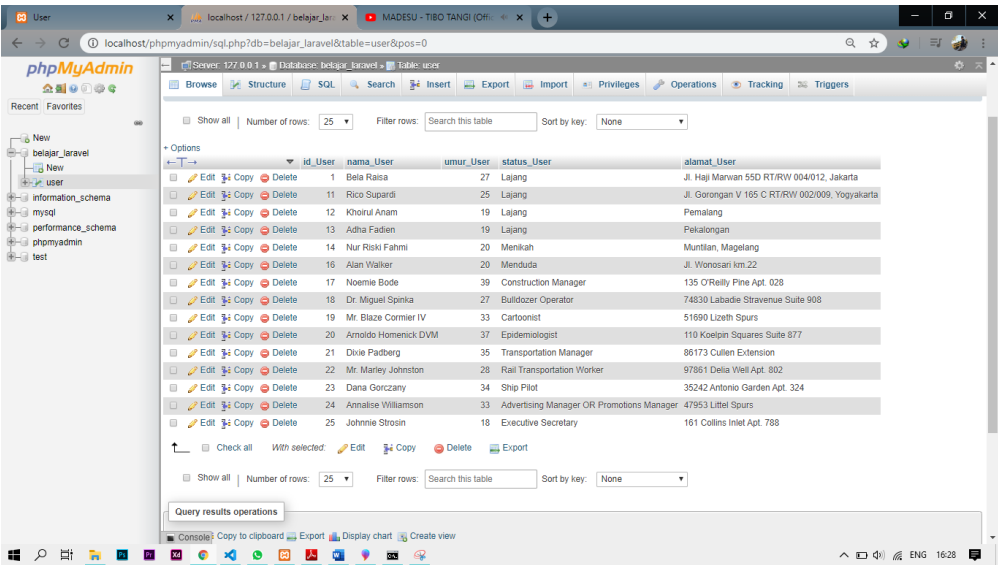 User
localhost / 127.0.0.1 / belajar_lara
MADESU - TIBO TANGI (Offic
localhost/phpmyadmin/sql.php?db=belajar_laravel&table=user&pos=0
phpMyAdmin
Recent Favorites
New
belajar_laravel
New
user
information_schema
mysql
performance_schema
phpmyadmin
test
Server: 127.0.0.1 » Database: belajar_laravel » Table: user
Browse Structure SQL Search Insert Export Import Privileges Operations Tracking Triggers
Show all | Number of rows: 25 Filter rows: Search this table Sort by key: None
+ Options
←T→ id_User nama_User umur_User status_User alamat_User
Edit Copy Delete 1 Bela Raisa 27 Lajang Jl. Haji Marwan 55D RT/RW 004/012, Jakarta
Edit Copy Delete 11 Rico Supardi 25 Lajang Jl. Gorongan V 165 C RT/RW 002/009, Yogyakarta
Edit Copy Delete 12 Khoirul Anam 19 Lajang Pemalang
Edit Copy Delete 13 Adha Fadien 19 Lajang Pekalongan
Edit Copy Delete 14 Nur Riski Fahmi 20 Menikah Muntilan, Magelang
Edit Copy Delete 16 Alan Walker 20 Menduda Jl. Wonosari km.22
Edit Copy Delete 17 Noemie Bode 39 Construction Manager 135 O'Reilly Pine Apt. 028
Edit Copy Delete 18 Dr. Miguel Spinka 27 Bulldozer Operator 74830 Labadie Stravenue Suite 908
Edit Copy Delete 19 Mr. Blaze Cormier IV 33 Cartoonist 51690 Lizeth Spurs
Edit Copy Delete 20 Arnoldo Homenick DVM 37 Epidemiologist 110 Koelpin Squares Suite 877
Edit Copy Delete 21 Dixie Padberg 35 Transportation Manager 86173 Cullen Extension
Edit Copy Delete 22 Mr. Marley Johnston 28 Rail Transportation Worker 97861 Delia Well Apt. 802
Edit Copy Delete 23 Dana Gorczany 34 Ship Pilot 35242 Antonio Garden Apt. 324
Edit Copy Delete 24 Annalise Williamson 33 Advertising Manager OR Promotions Manager 47953 Littel Spurs
Edit Copy Delete 25 Johnnie Strosin 18 Executive Secretary 161 Collins Inlet Apt. 788
Check all With selected: Edit Copy Delete Export
Show all | Number of rows: 25 Filter rows: Search this table Sort by key: None
Query results operations
Console Copy to clipboard Export Display chart Create view
Ps Pr Xd ENG 16:28